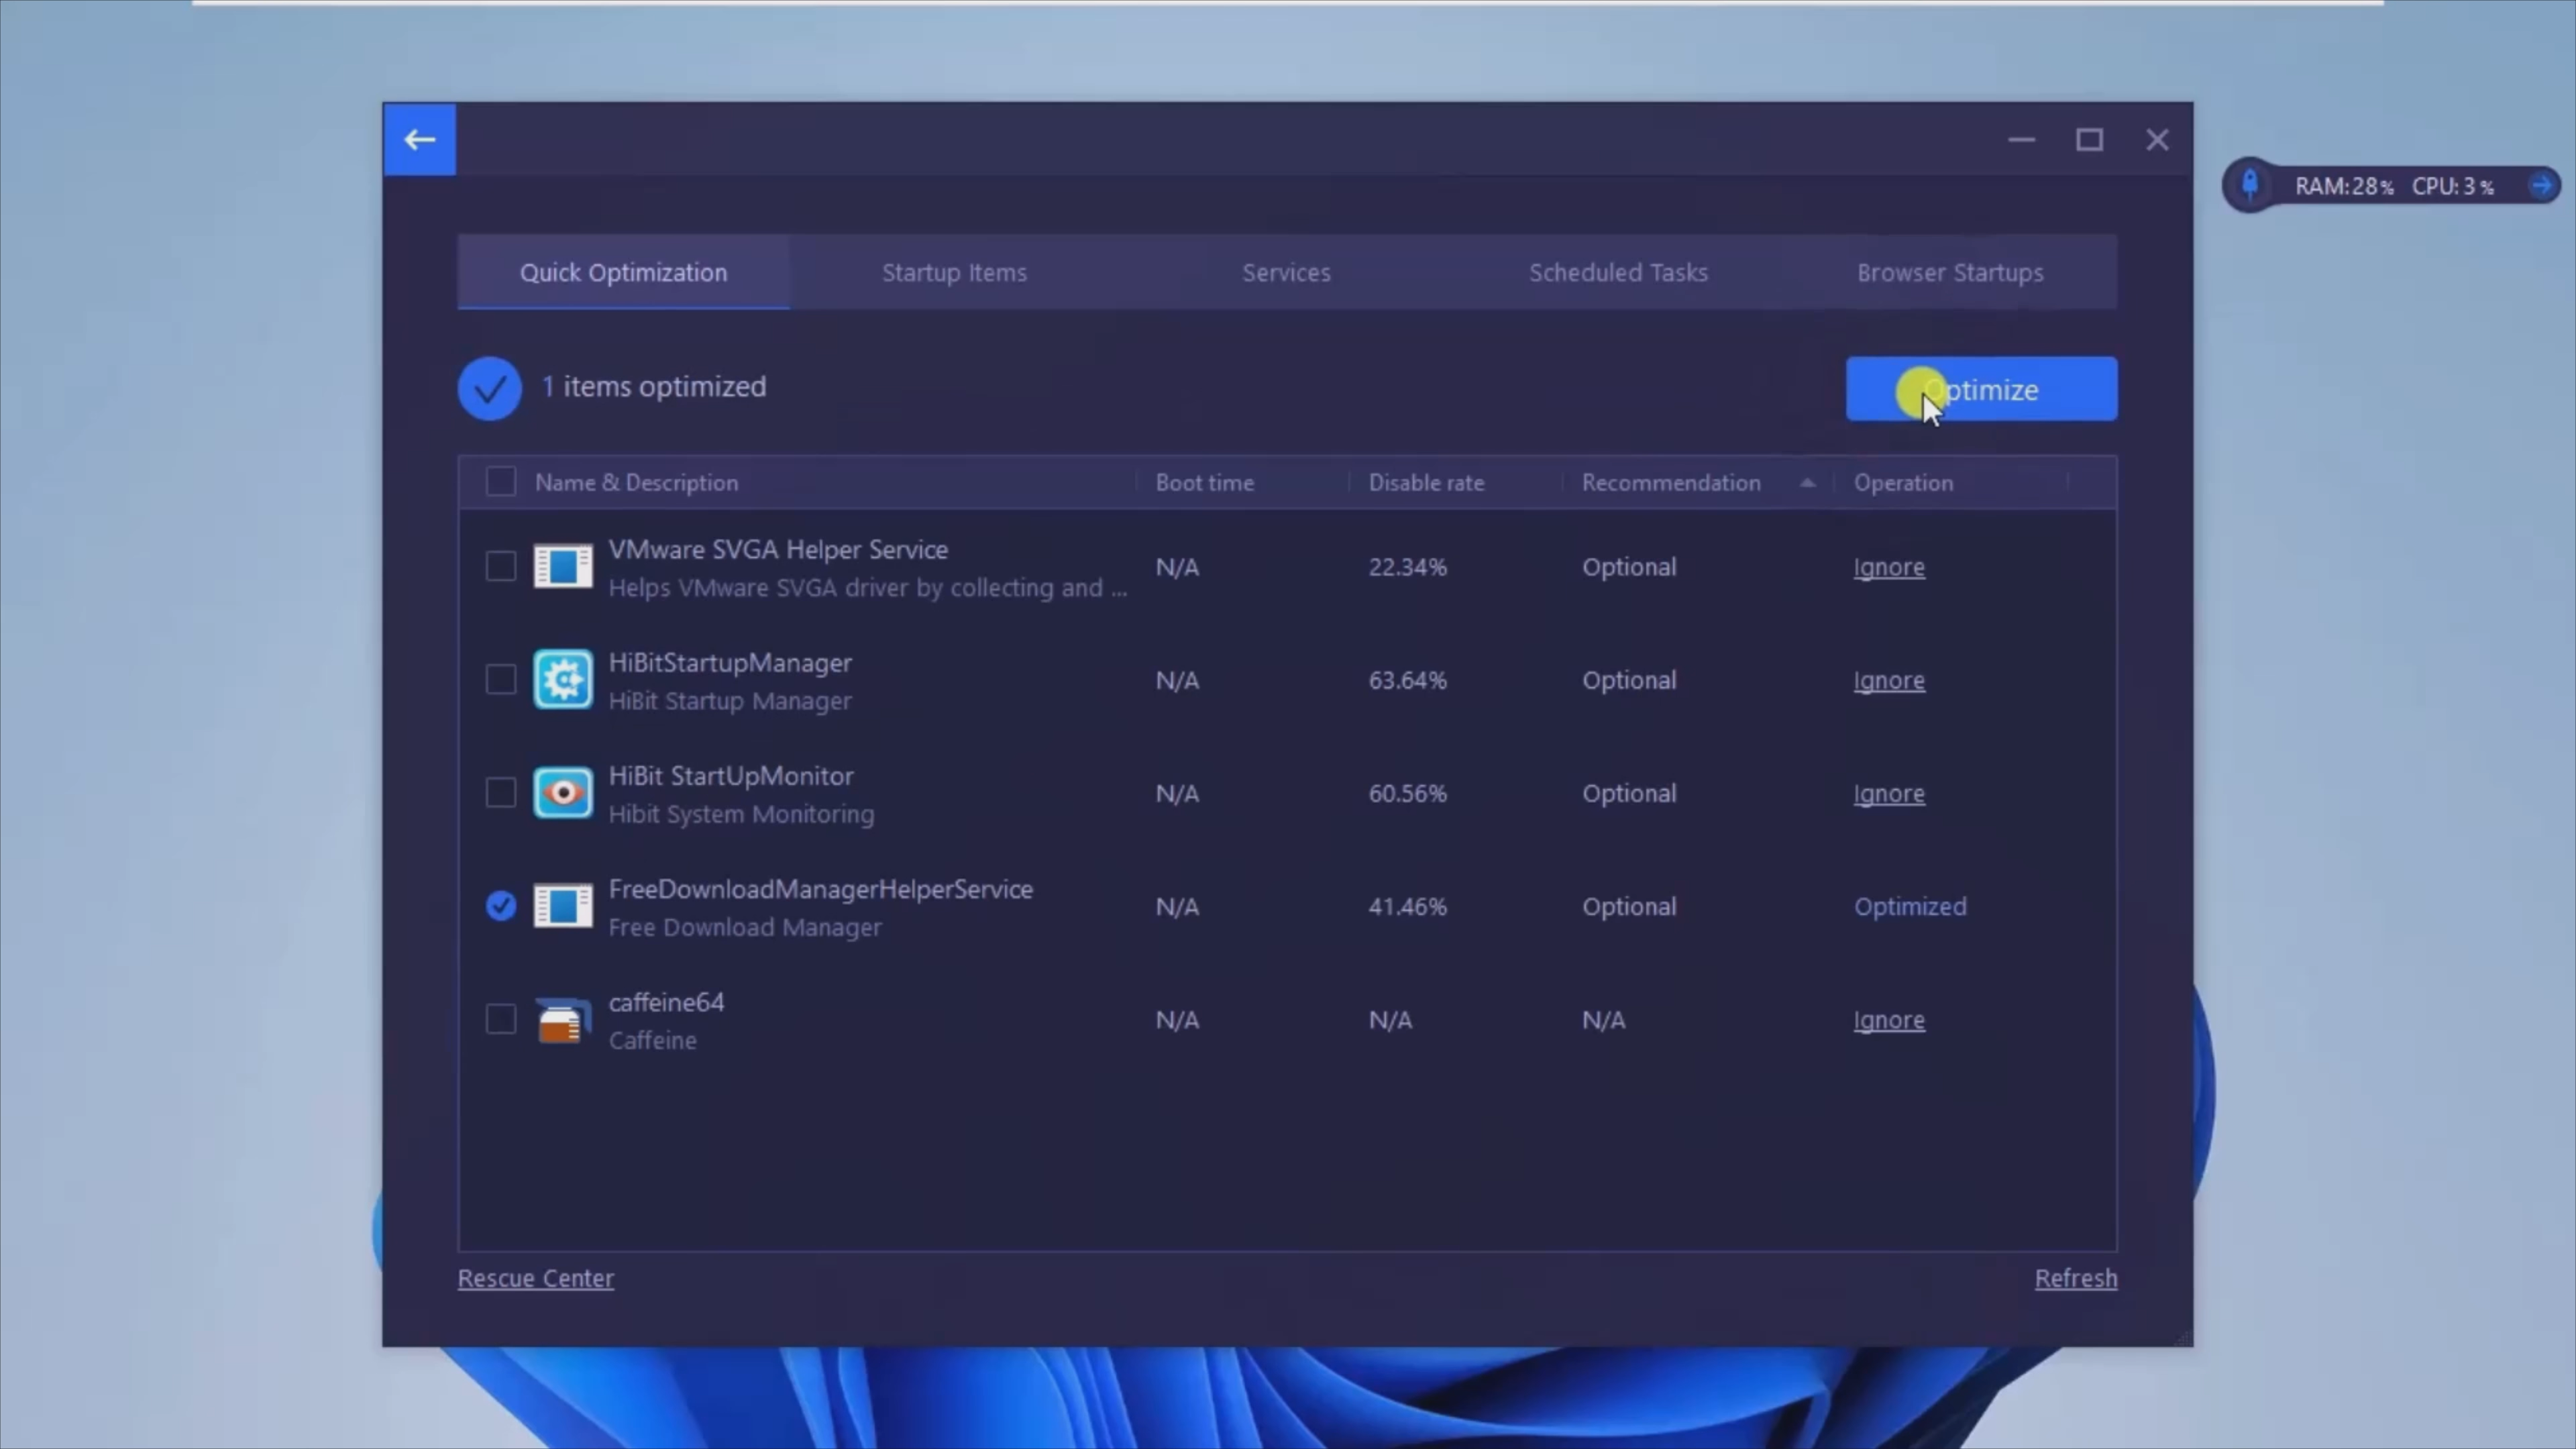 RAM:28% CPU: 3%
Quick Optimization Startup Items Services Scheduled Tasks Browser Startups
1 items optimized
Optimize
Name & Description Boot time Disable rate Recommendation Operation
VMware SVGA Helper Service
Helps VMware SVGA driver by collecting and ...
N/A 22.34% Optional Ignore
HiBitStartupManager
HiBit Startup Manager
N/A 63.64% Optional Ignore
HiBit StartUpMonitor
Hibit System Monitoring
N/A 60.56% Optional Ignore
FreeDownloadManagerHelperService
Free Download Manager
N/A 41.46% Optional Optimized
caffeine64
Caffeine
N/A N/A N/A Ignore
Rescue Center Refresh